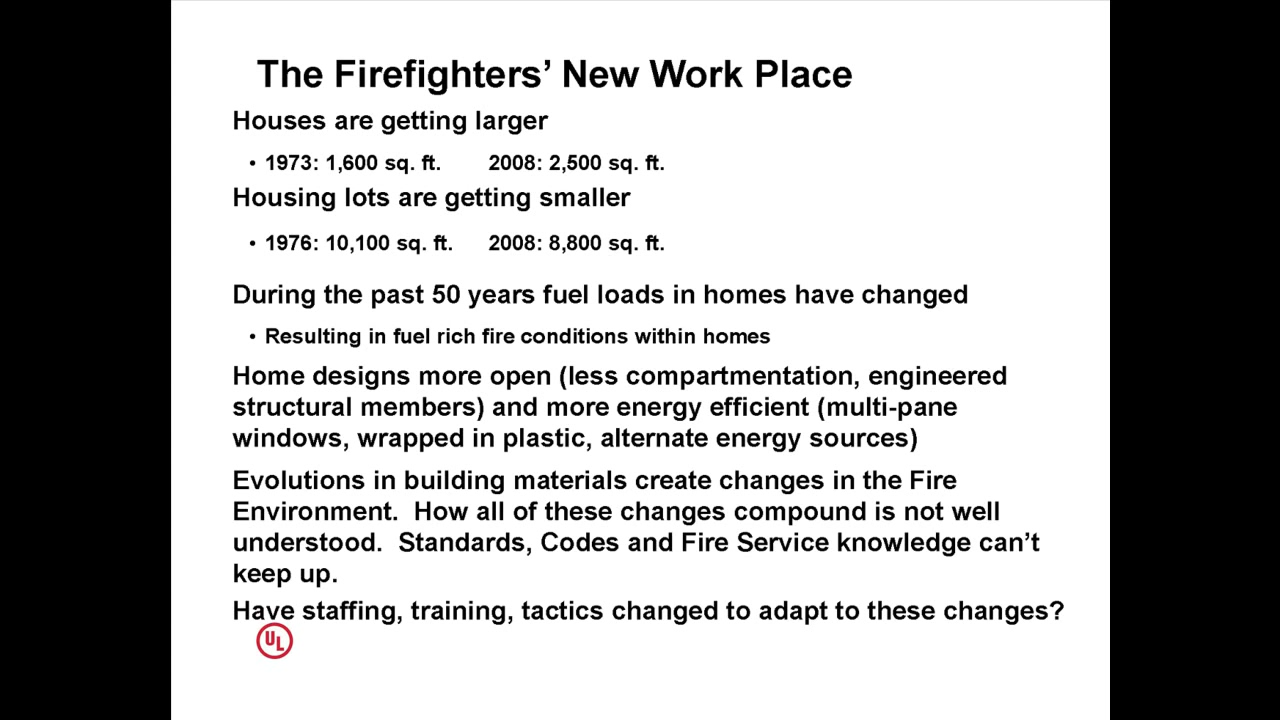 The Firefighters’ New Work Place
Houses are getting larger
• 1973: 1,600 sq. ft. 2008: 2,500 sq. ft.
Housing lots are getting smaller
• 1976: 10,100 sq. ft. 2008: 8,800 sq. ft.
During the past 50 years fuel loads in homes have changed
• Resulting in fuel rich fire conditions within homes
Home designs more open (less compartmentation, engineered
structural members) and more energy efficient (multi-pane
windows, wrapped in plastic, alternate energy sources)
Evolutions in building materials create changes in the Fire
Environment. How all of these changes compound is not well
understood. Standards, Codes and Fire Service knowledge can’t
keep up.
Have staffing, training, tactics changed to adapt to these changes?
UL